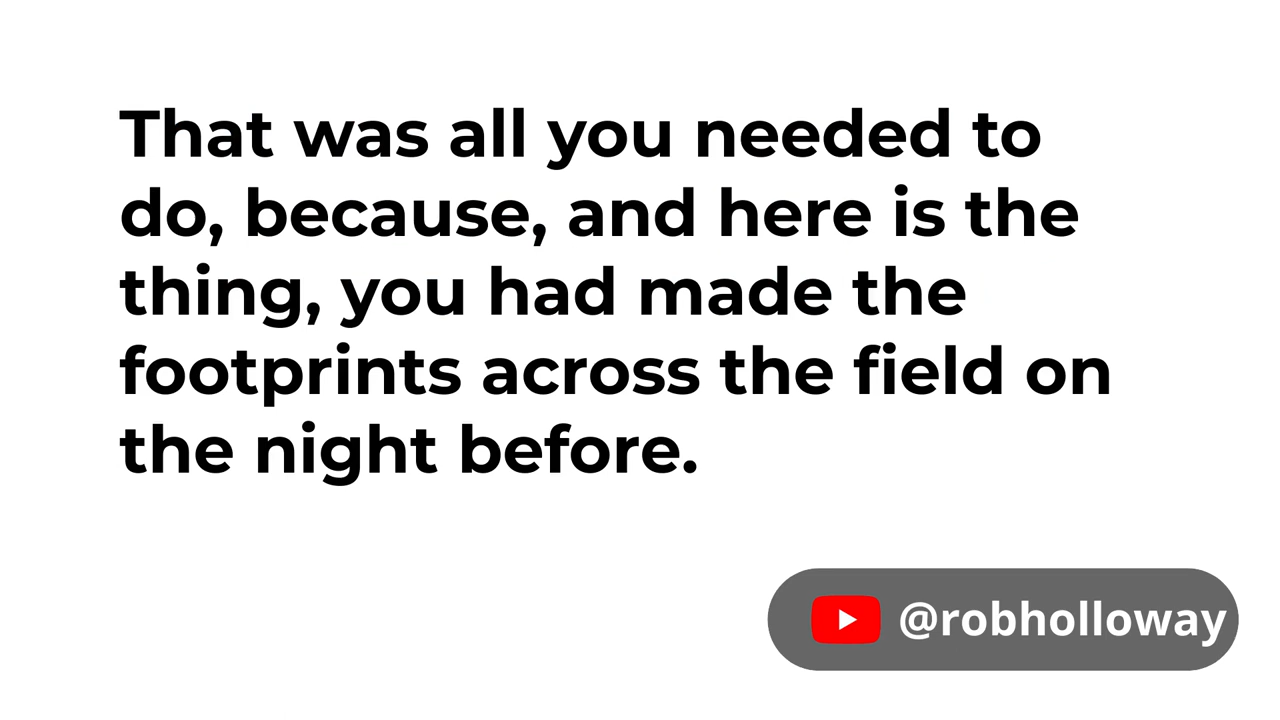 That was all you needed to
do, because, and here is the
thing, you had made the
footprints across the field on
the night before.
@robholloway